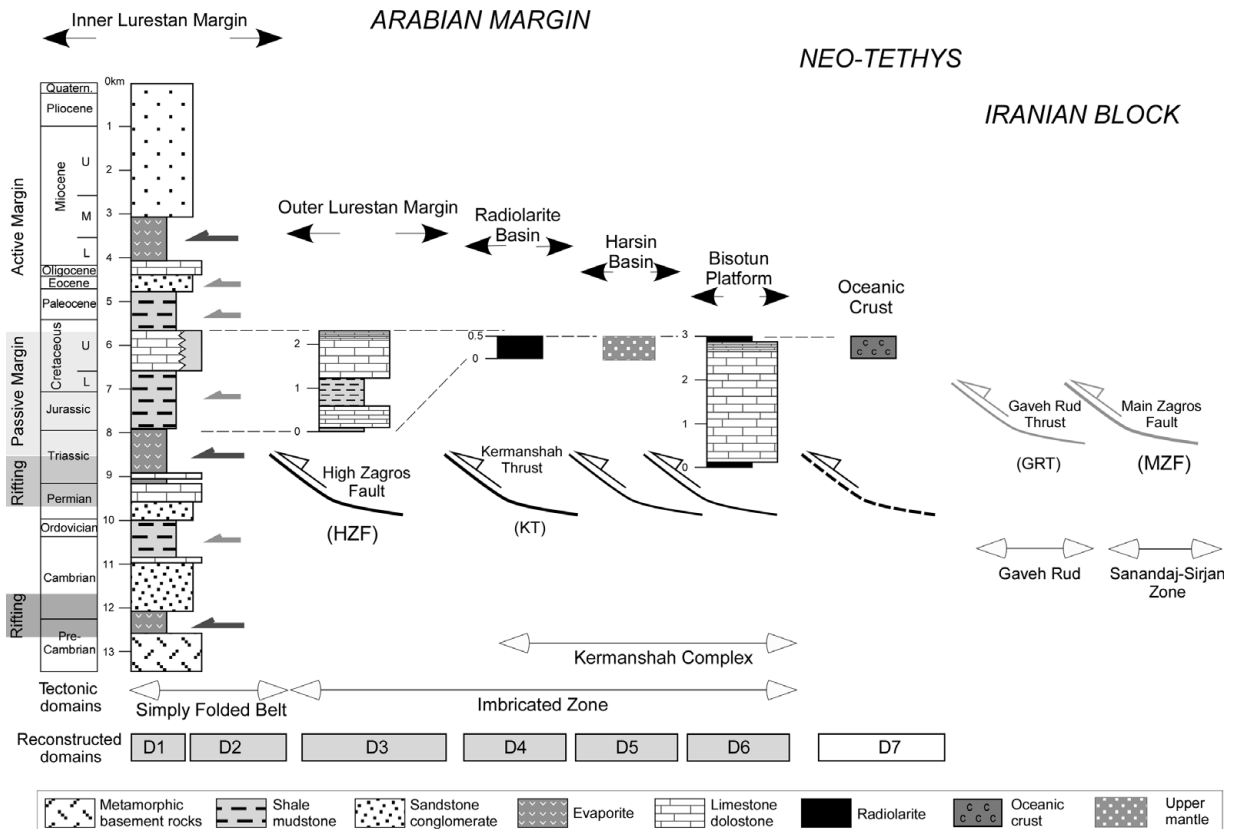 Inner Lurestan Margin
ARABIAN MARGIN
NEO-TETHYS
IRANIAN BLOCK
Active Margin
Passive Margin
Rifting
Rifting
Quatern.
Pliocene
Miocene
U
M
L
Oligocene
Eocene
Paleocene
Cretaceous
U
L
Jurassic
Triassic
Permian
Ordovician
Cambrian
Pre-
Cambrian
0km
1
2
3
4
5
6
7
8
9
10
11
12
13
Outer Lurestan Margin
2
1
0
Radiolarite
Basin
0.5
0
Harsin
Basin
Bisotun
Platform
3
2
1
0
Oceanic
Crust
C C
C C C
High Zagros
Fault
(HZF)
Kermanshah
Thrust
(KT)
Gaveh Rud
Thrust
(GRT)
Main Zagros
Fault
(MZF)
Gaveh Rud
Sanandaj-Sirjan
Zone
Kermanshah Complex
Tectonic
domains
Simply Folded Belt
Imbricated Zone
Reconstructed
domains
D1
D2
D3
D4
D5
D6
D7
Metamorphic
basement rocks
Shale
mudstone
Sandstone
conglomerate
Evaporite
Limestone
dolostone
Radiolarite
C C
C C C
Oceanic
crust
Upper
mantle